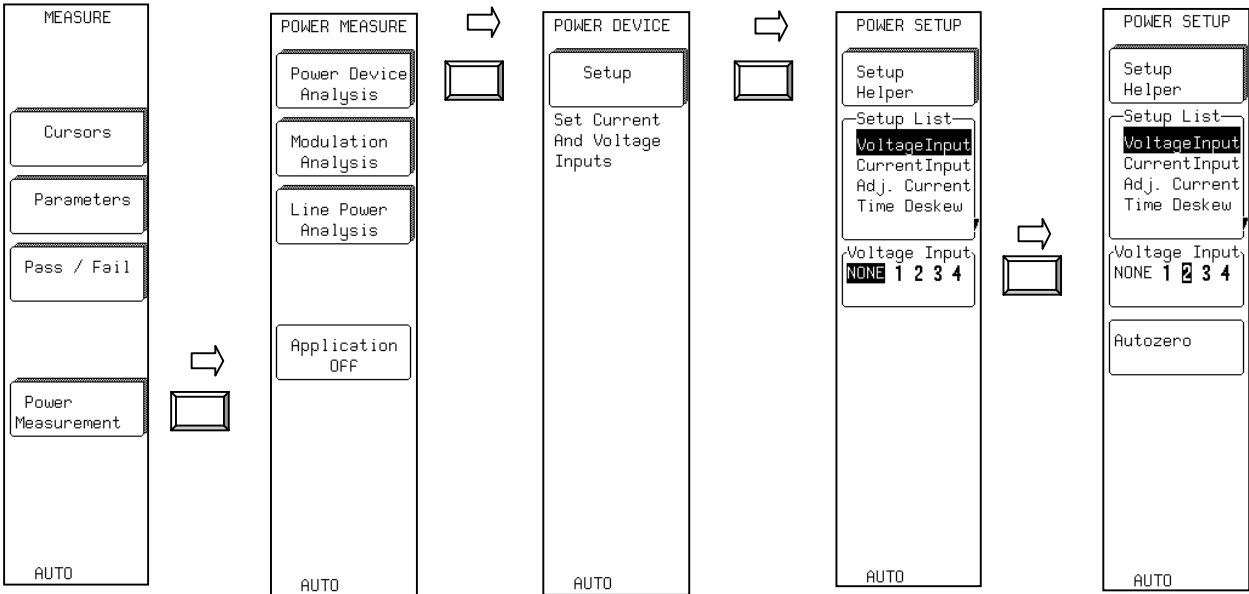 MEASURE
Cursors
Parameters
Pass / Fail
Power
Measurement
AUTO
POWER MEASURE
Power Device
Analysis
Modulation
Analysis
Line Power
Analysis
Application
OFF
AUTO
POWER DEVICE
Setup
Set Current
And Voltage
Inputs
AUTO
POWER SETUP
Setup
Helper
Setup List
VoltageInput
CurrentInput
Adj. Current
Time Deskew
Voltage Input
NONE 1 2 3 4
AUTO
POWER SETUP
Setup
Helper
Setup List
VoltageInput
CurrentInput
Adj. Current
Time Deskew
Voltage Input
NONE 1 2 3 4
Autozero
AUTO